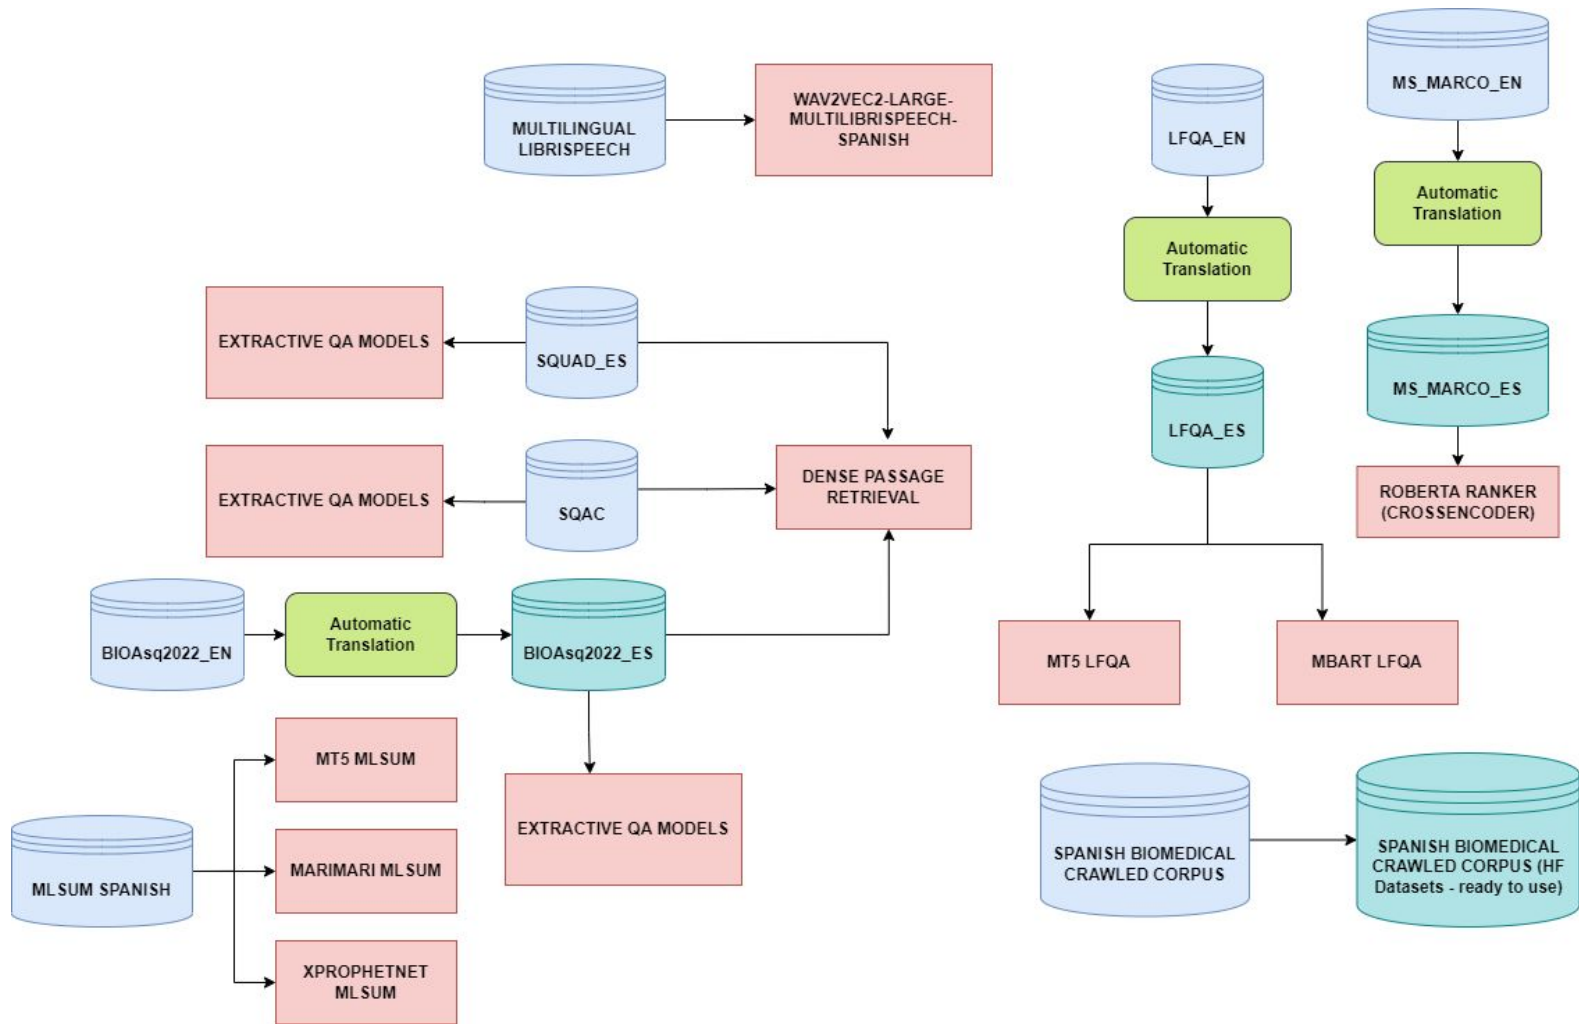 MULTILINGUAL
LIBRISPEECH
WAV2VEC2-LARGE-
MULTILIBRISPEECH-
SPANISH
LFQA_EN
MS_MARCO_EN
Automatic
Translation
Automatic
Translation
EXTRACTIVE QA MODELS
SQUAD_ES
LFQA_ES
MS_MARCO_ES
EXTRACTIVE QA MODELS
SQAC
DENSE PASSAGE
RETRIEVAL
ROBERTA RANKER
(CROSSENCODER)
BIOAsq2022_EN
Automatic
Translation
BIOAsq2022_ES
MT5 LFQA
MBART LFQA
MT5 MLSUM
EXTRACTIVE QA MODELS
MLSUM SPANISH
MARIMARI MLSUM
XPROPHETNET
MLSUM
SPANISH BIOMEDICAL
CRAWLED CORPUS
SPANISH BIOMEDICAL
CRAWLED CORPUS (HF
Datasets - ready to use)